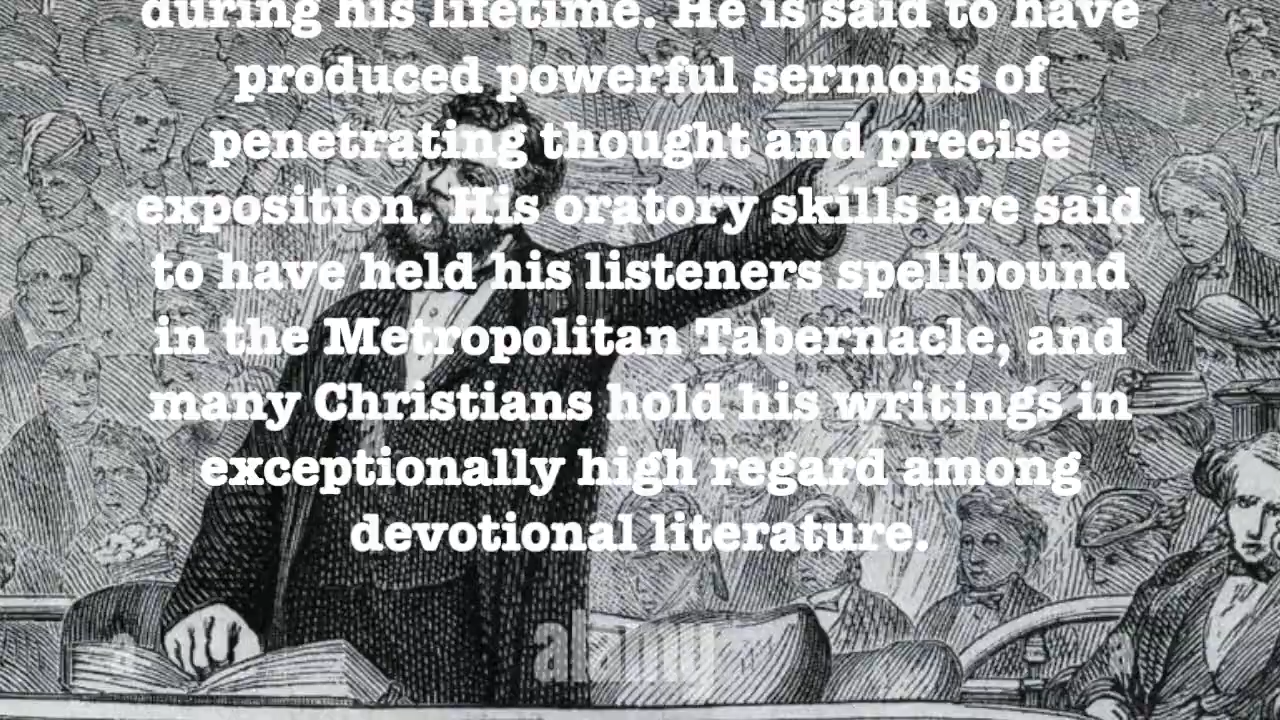 during his lifetime. He is said to have
produced powerful sermons of
penetrating thought and precise
exposition. His oratory skills are said
to have held his listeners spellbound
in the Metropolitan Tabernacle, and
many Christians hold his writings in
exceptionally high regard among
devotional literature.
alamy